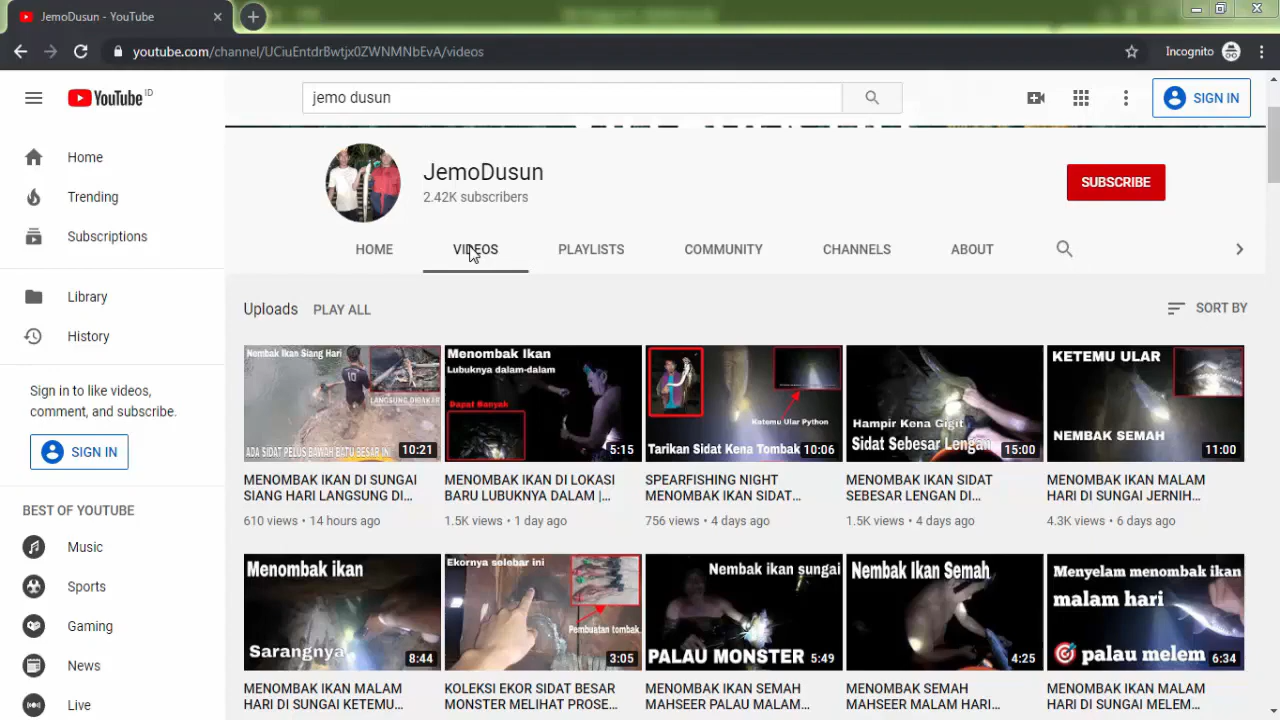 JemoDusun - YouTube
youtube.com/channel/UCiuEntdrBwtjx0ZWNMNbEvA/videos
Incognito
YouTube ID
jemo dusun
SIGN IN
Home
Trending
Subscriptions
Library
History
Sign in to like videos,
comment, and subscribe.
SIGN IN
BEST OF YOUTUBE
Music
Sports
Gaming
News
Live
JemoDusun
2.42K subscribers
SUBSCRIBE
HOME VIDEOS PLAYLISTS COMMUNITY CHANNELS ABOUT
Uploads PLAY ALL
SORT BY
Nembak Ikan Siang Hari
10
LANGSUNG DIBAKAR
ADA SIDAT PELUS BAWAH BATU BESAR INI
10:21
MENOMBAK IKAN DI SUNGAI
SIANG HARI LANGSUNG DI...
610 views • 14 hours ago
Menombak Ikan
Lubuknya dalam-dalam
Dapat Banyak
5:15
MENOMBAK IKAN DI LOKASI
BARU LUBUKNYA DALAM |...
1.5K views • 1 day ago
Ketemu Ular Python
Tarikan Sidat Kena Tombak
10:06
SPEARFISHING NIGHT
MENOMBAK IKAN SIDAT...
756 views • 4 days ago
Hampir Kena Gigit
Sidat Sebesar Lengan
15:00
MENOMBAK IKAN SIDAT
SEBESAR LENGAN DI...
1.5K views • 4 days ago
KETEMU ULAR
NEMBAK SEMAH
11:00
MENOMBAK IKAN MALAM
HARI DI SUNGAI JERNIH...
4.3K views • 6 days ago
Menombak ikan
Sarangnya
8:44
MENOMBAK IKAN MALAM
HARI DI SUNGAI KETEMU...
Ekornya selebar ini
Pembuatan tombak
3:05
KOLEKSI EKOR SIDAT BESAR
MONSTER MELIHAT PROSE...
Nembak ikan sungai
PALAU MONSTER
5:49
MENOMBAK IKAN SEMAH
MAHSEER PALAU MALAM...
Nembak Ikan Semah
4:25
MENOMBAK SEMAH
MAHSEER MALAM HARI...
Menyelam menombak ikan
malam hari
palau melem
6:34
MENOMBAK IKAN MALAM
HARI DI SUNGAI MELEM...